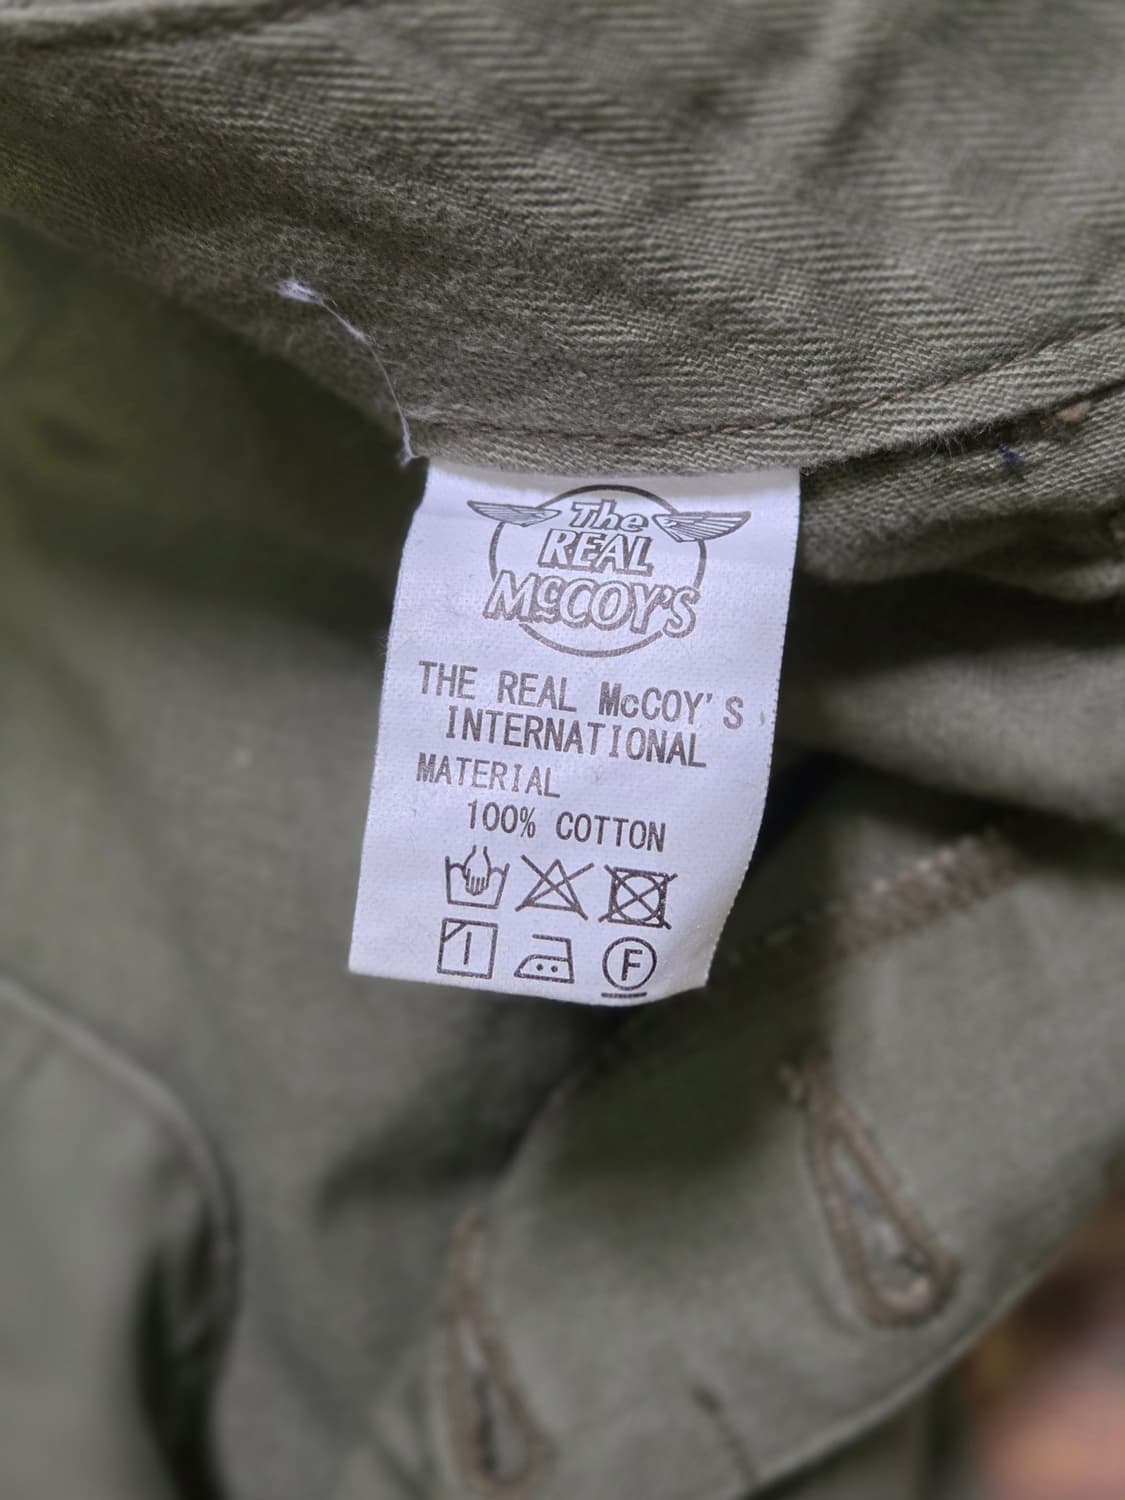 The
REAL
McCOY'S
THE REAL McCOY'S
INTERNATIONAL
MATERIAL
100% COTTON
F